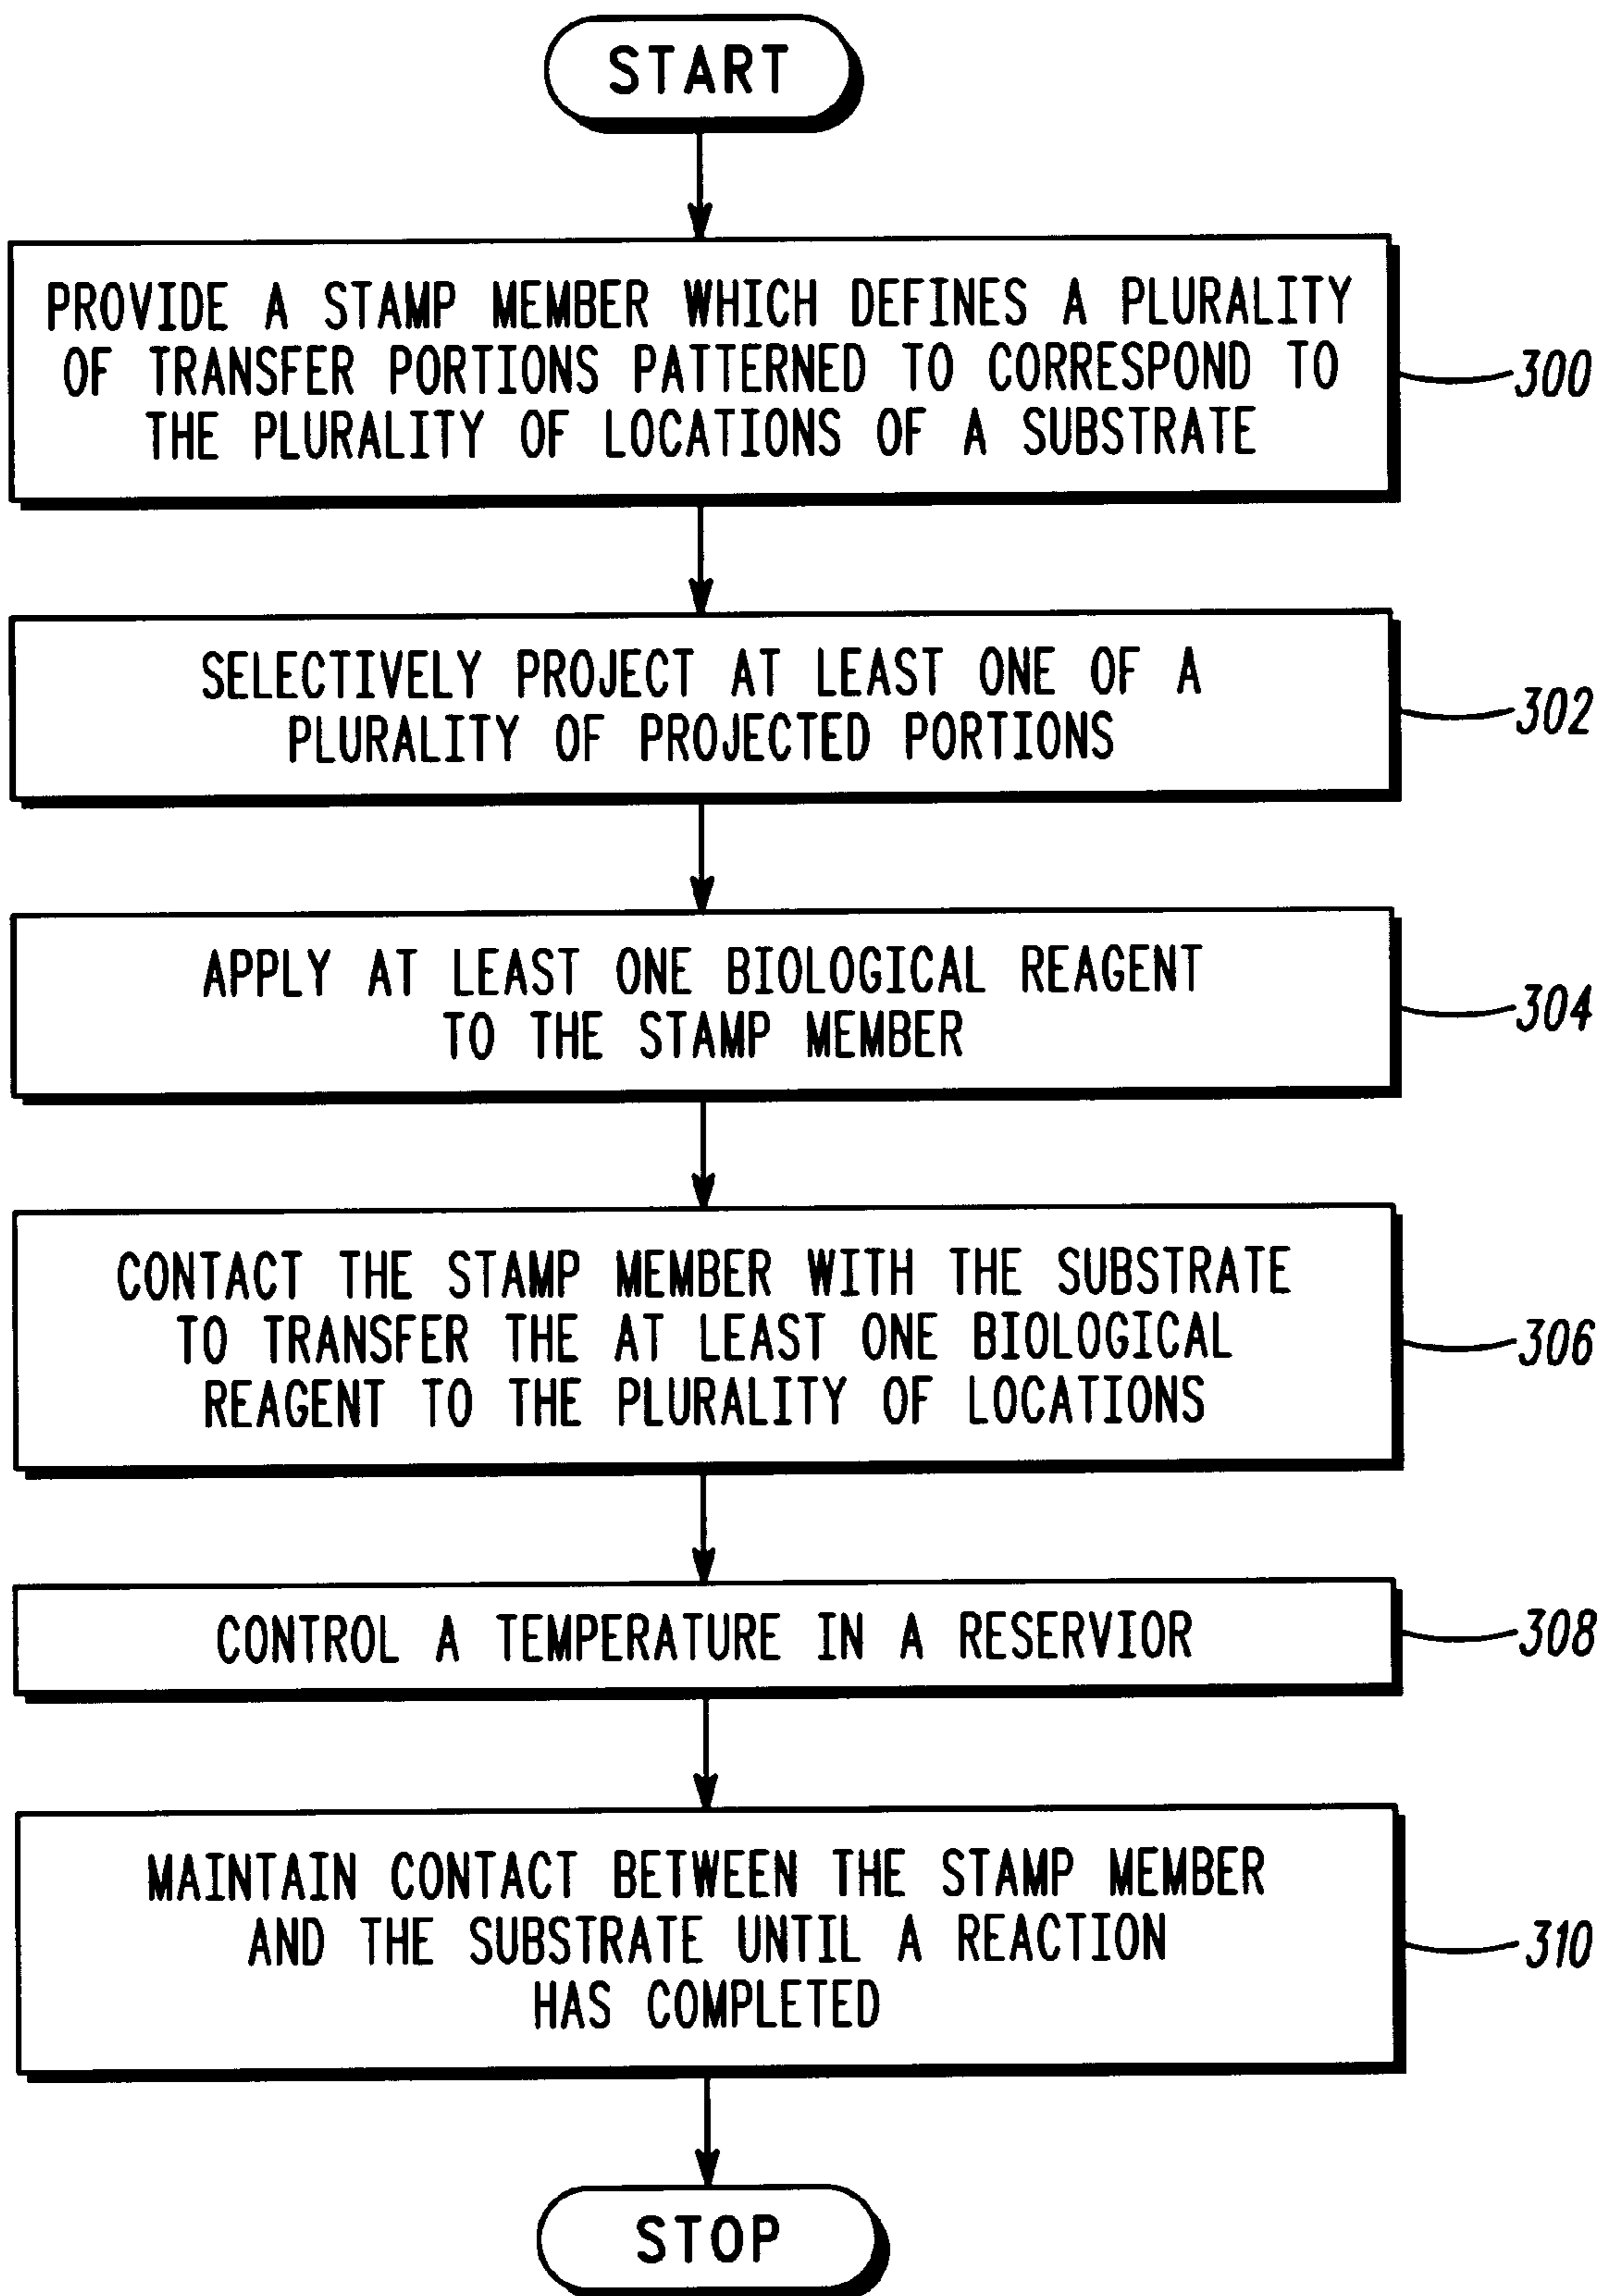 START
PROVIDE A STAMP MEMBER WHICH DEFINES A PLURALITY
OF TRANSFER PORTIONS PATTERNED TO CORRESPOND TO
THE PLURALITY OF LOCATIONS OF A SUBSTRATE
300
SELECTIVELY PROJECT AT LEAST ONE OF A
PLURALITY OF PROJECTED PORTIONS
302
APPLY AT LEAST ONE BIOLOGICAL REAGENT
TO THE STAMP MEMBER
304
CONTACT THE STAMP MEMBER WITH THE SUBSTRATE
TO TRANSFER THE AT LEAST ONE BIOLOGICAL
REAGENT TO THE PLURALITY OF LOCATIONS
306
CONTROL A TEMPERATURE IN A RESERVIOR
308
MAINTAIN CONTACT BETWEEN THE STAMP MEMBER
AND THE SUBSTRATE UNTIL A REACTION
HAS COMPLETED
310
STOP